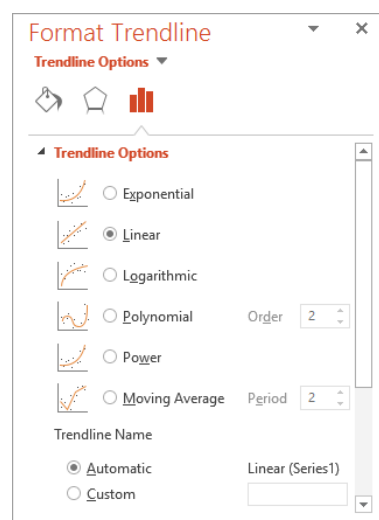 Format Trendline
Trendline Options
Trendline Options
Exponential
Linear
Logarithmic
Polynomial Order 2
Power
Moving Average Period 2
Trendline Name
Automatic Linear (Series1)
Custom